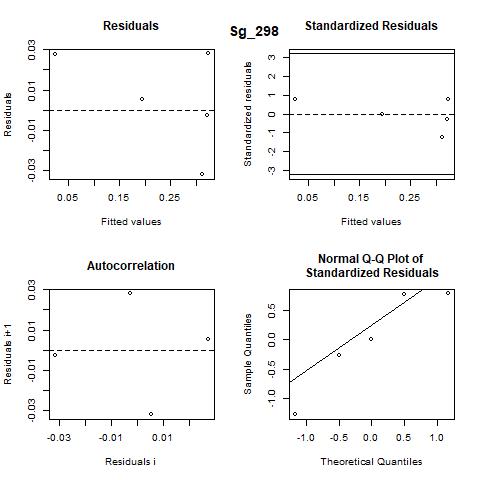 Sg_298
Residuals
Residuals
0.03
0.01
-0.01
-0.03
0.05
0.15
0.25
Fitted values
Standardized Residuals
Standardized residuals
3
2
1
0
-1
-2
-3
0.05
0.15
0.25
Fitted values
Autocorrelation
Residuals i+1
0.03
0.01
-0.01
-0.03
-0.03
-0.01
0.01
Residuals i
Normal Q-Q Plot of
Standardized Residuals
Sample Quantiles
0.5
0.0
-0.5
-1.0
-1.0
-0.5
0.0
0.5
1.0
Theoretical Quantiles